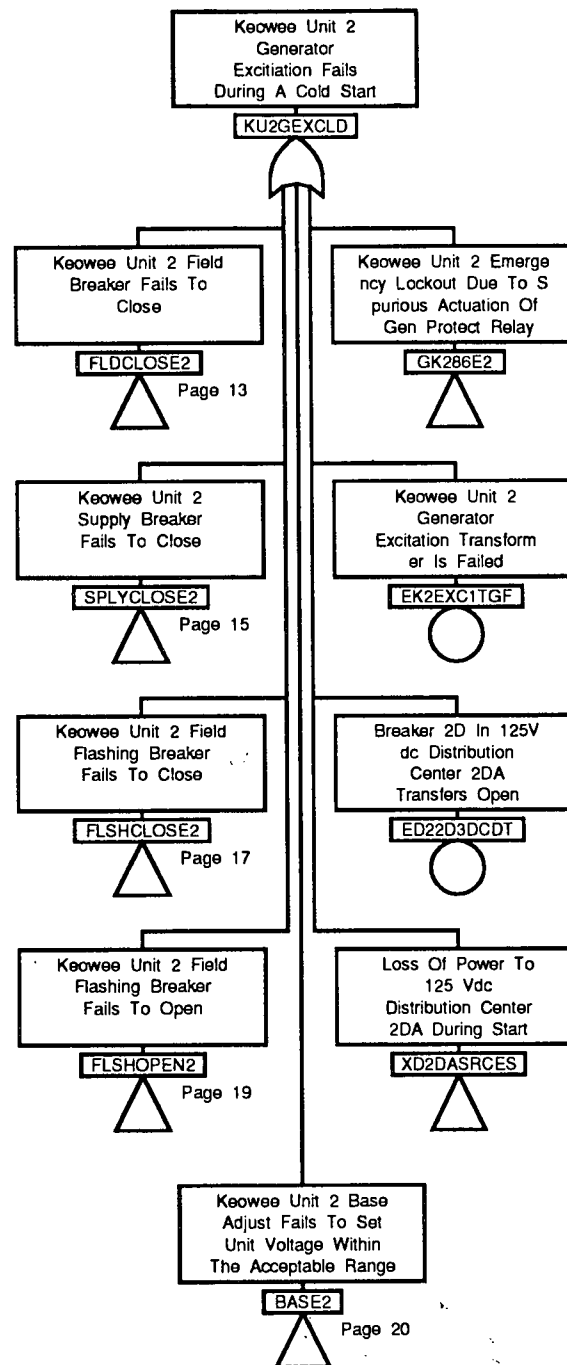 Keowee Unit 2
Generator
Excitiation Fails
During A Cold Start
KU2GEXCLD
Keowee Unit 2 Field
Breaker Fails To
Close
FLDCLOSE2
Page 13
Keowee Unit 2 Emerge
ncy Lockout Due To S
purious Actuation Of
Gen Protect Relay
GK286E2
Keowee Unit 2
Supply Breaker
Fails To Close
SPLYCLOSE2
Page 15
Keowee Unit 2
Generator
Excitation Transform
er Is Failed
EK2EXC1TGF
Keowee Unit 2 Field
Flashing Breaker
Fails To Close
FLSHCLOSE2
Page 17
Breaker 2D In 125V
dc Distribution
Center 2DA
Transfers Open
ED22D3DCDT
Keowee Unit 2 Field
Flashing Breaker
Fails To Open
FLSHOPEN2
Page 19
Loss Of Power To
125 Vdc
Distribution Center
2DA During Start
XD2DASRCES
Keowee Unit 2 Base
Adjust Fails To Set
Unit Voltage Within
The Acceptable Range
BASE2
Page 20